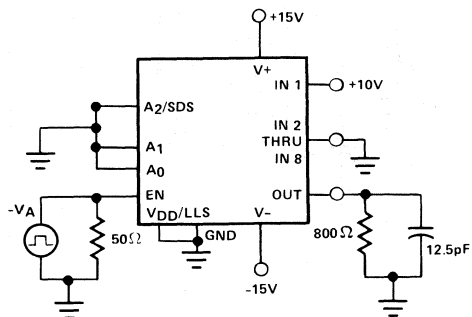 +15V
V+
IN 1
+10V
A2/SDS
IN 2
THRU
IN 8
A1
A0
EN
OUT
-VA
VDD/LLS
GND
V−
50Ω
800Ω
12.5pF
-15V